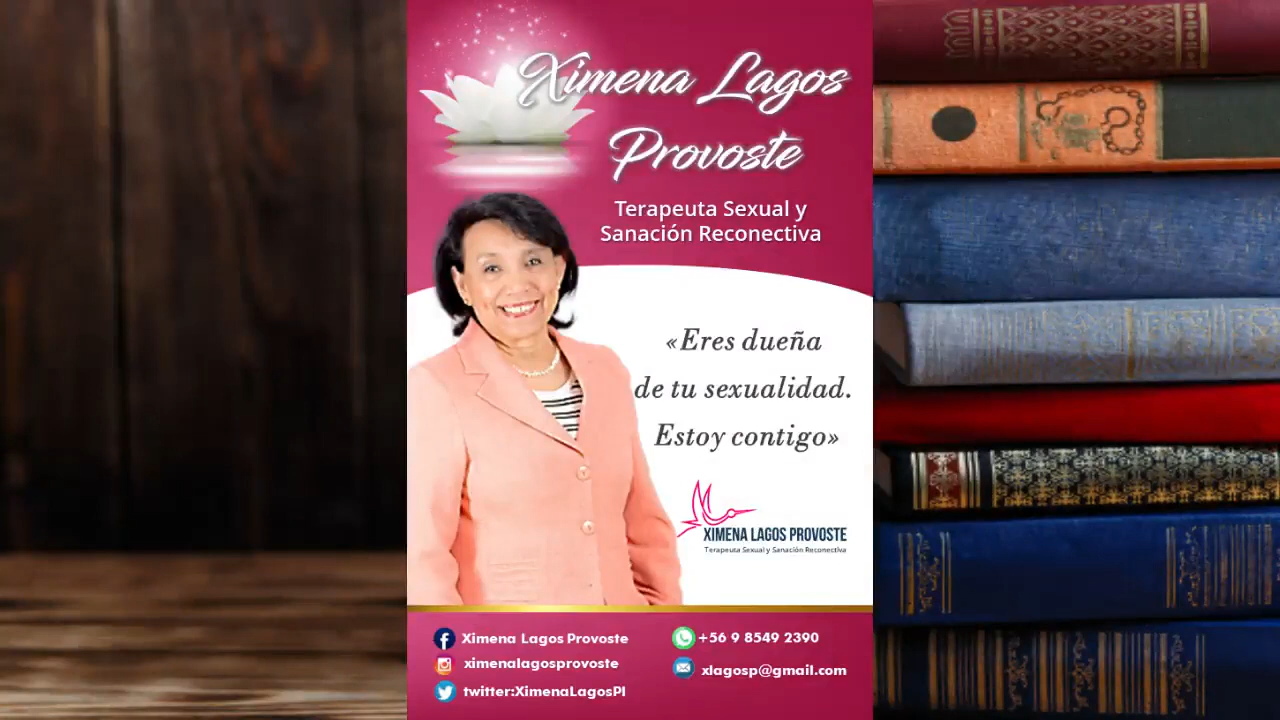 Ximena Lagos
Provoste
Terapeuta Sexual y
Sanación Reconectiva
«Eres dueña
de tu sexualidad.
Estoy contigo»
XIMENA LAGOS PROVOSTE
Terapeuta Sexual y Sanación Reconectiva
Ximena Lagos Provoste
ximenalagosprovoste
twitter:XimenaLagosPl
+56 9 8549 2390
xlagosp@gmail.com